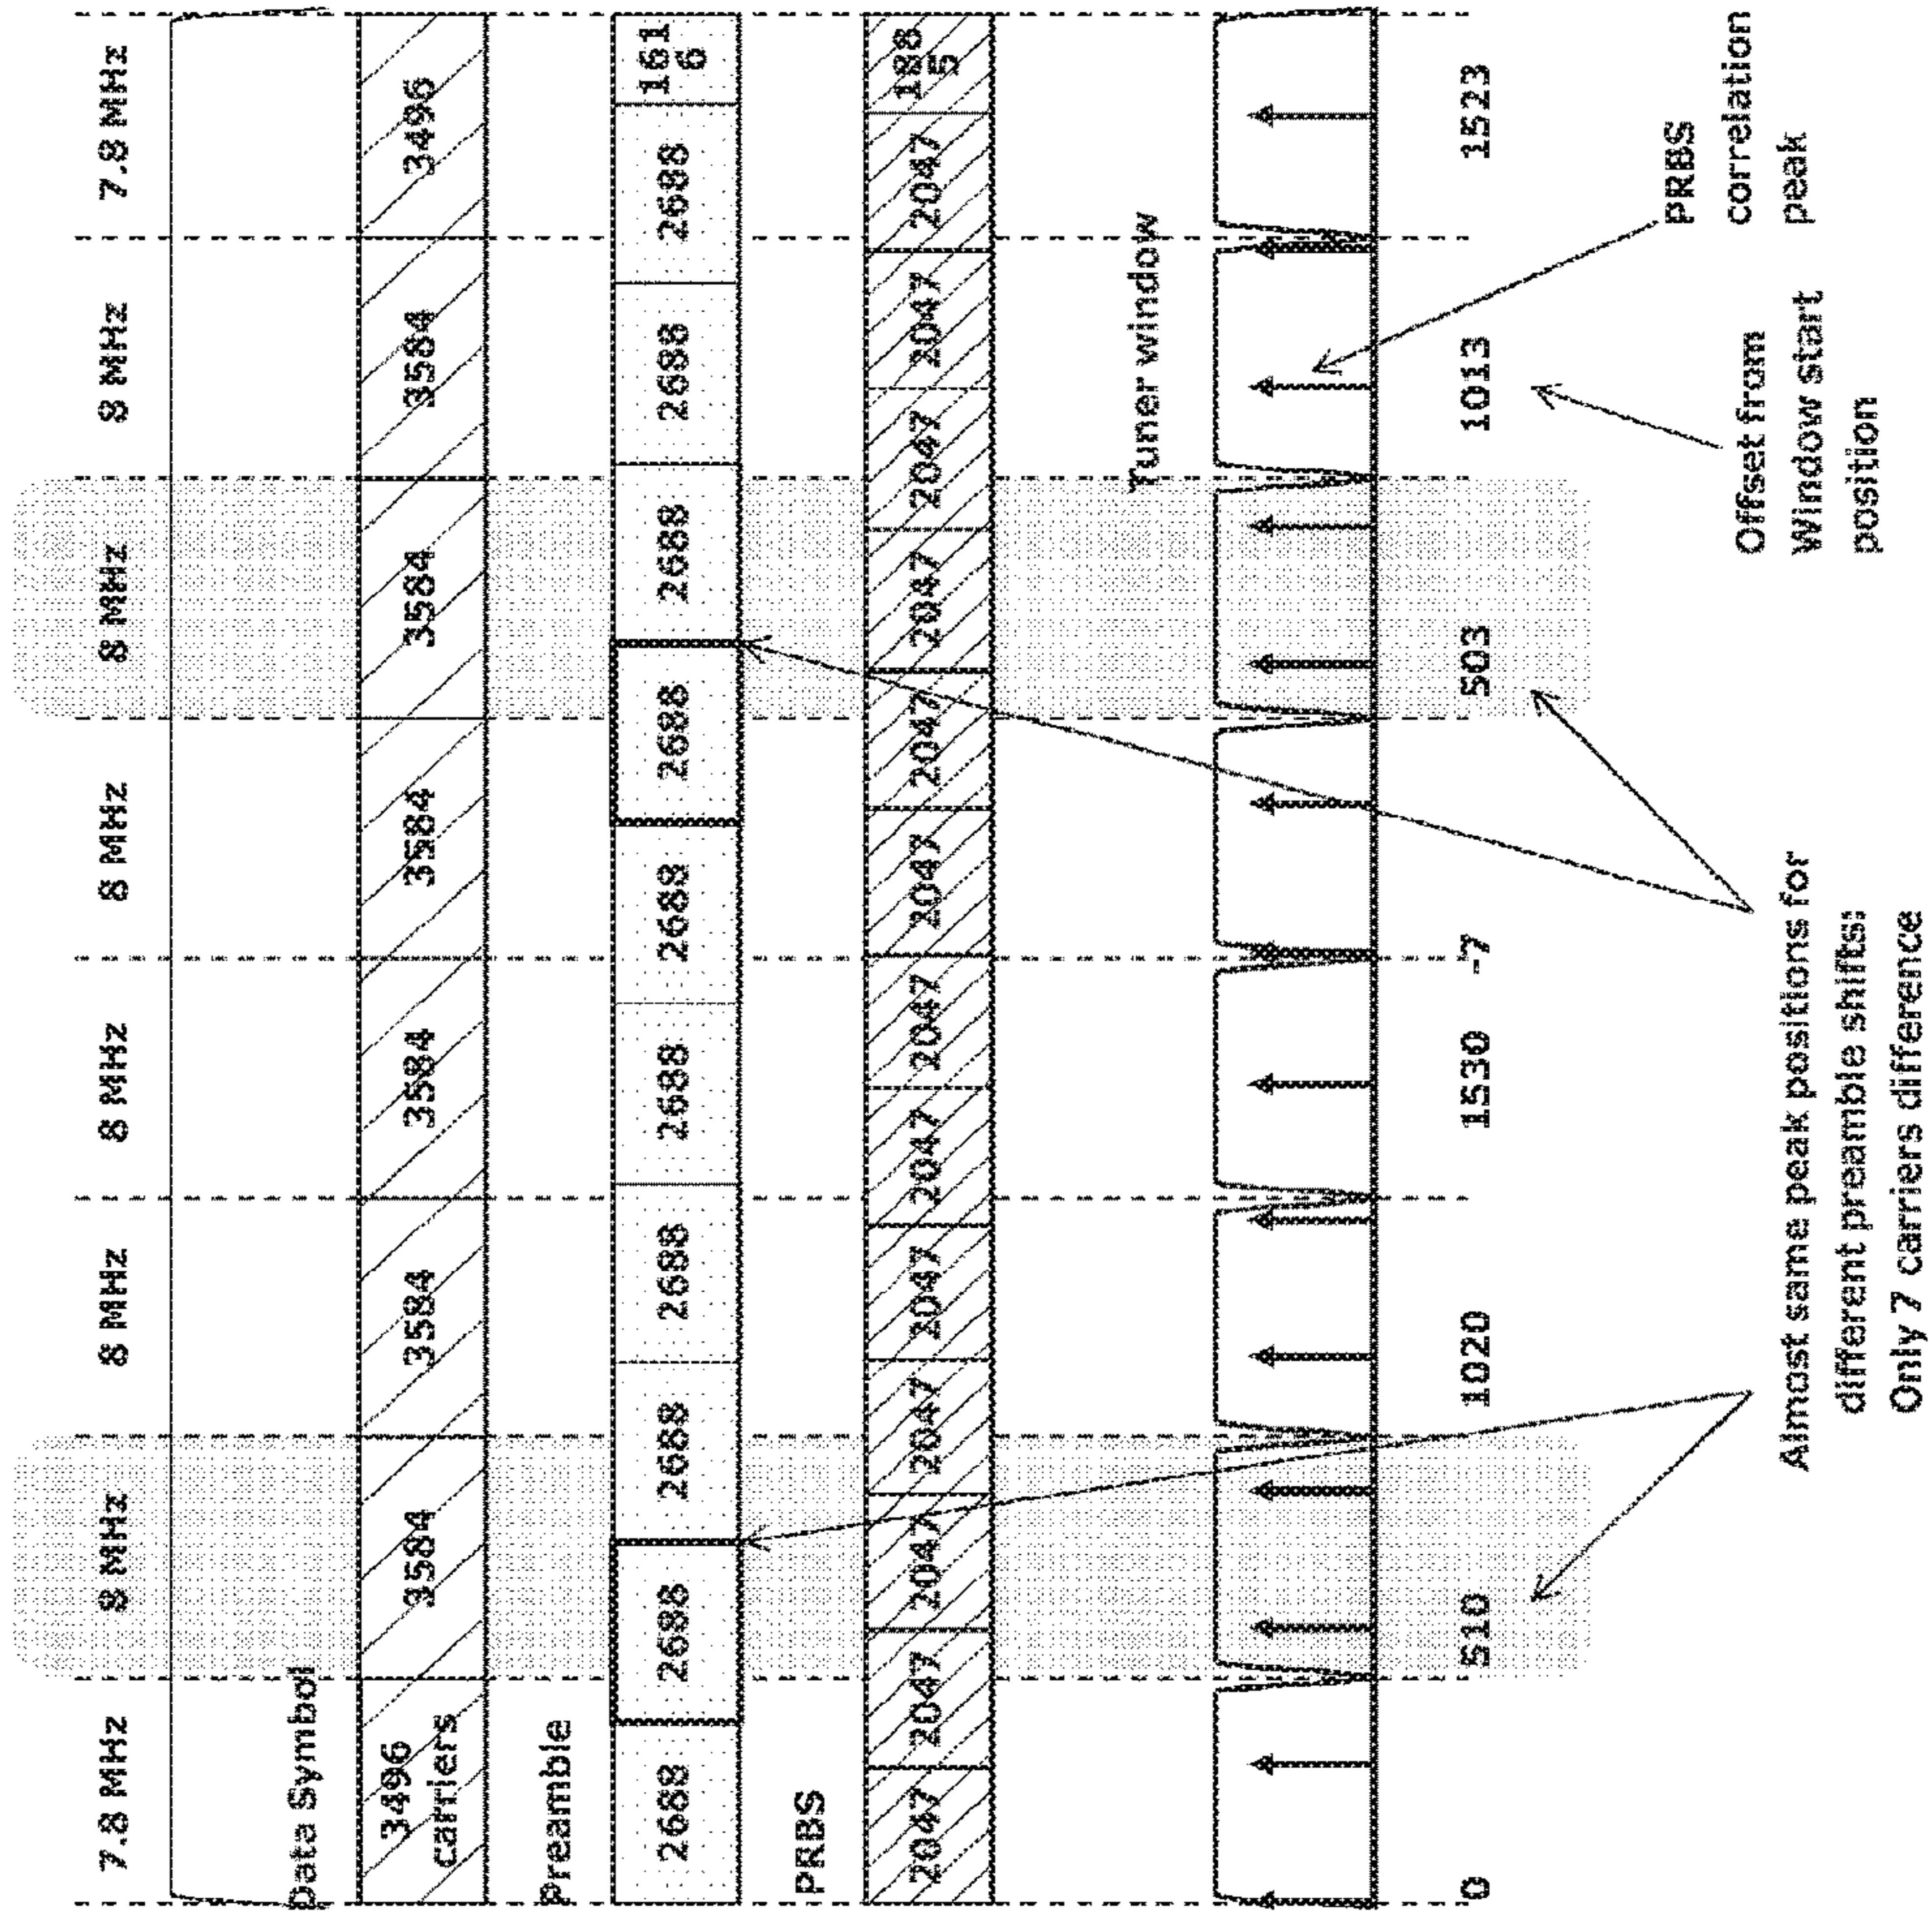 7.8 MHz 8 MHz 8 MHz 8 MHz 8 MHz 8 MHz 8 MHz 7.8 MHz
Data Symbol
3496 3584 3584 3584 3584 3584 3584 3496
carriers
Preamble
2688 2688 2688 2688 2688 2688 2688 2688 2688 2688 161
6
PRBS
2047 2047 2047 2047 2047 2047 2047 2047 2047 2047 2047 2047 2047 188
5
Tuner window
0 510 1020 1530 -7 503 1013 1523
Almost same peak positions for
different preamble shifts:
Only 7 carriers difference
Offset from
Window start
position
PRBS
correlation
peak